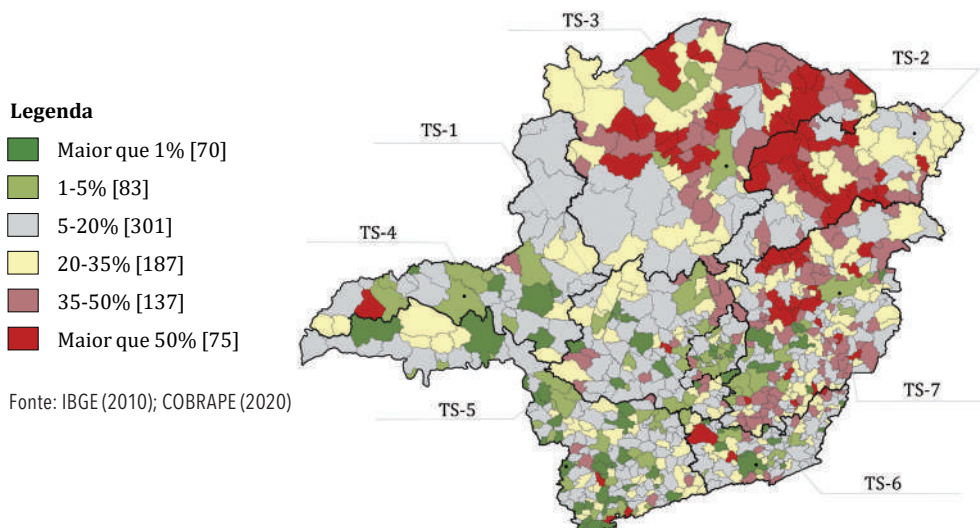 TS-3
TS-2
TS-1
TS-4
Legenda
Maior que 1% [70]
1-5% [83]
5-20% [301]
20-35% [187]
35-50% [137]
Maior que 50% [75]
Fonte: IBGE (2010); COBRAPE (2020)
TS-5
TS-7
TS-6